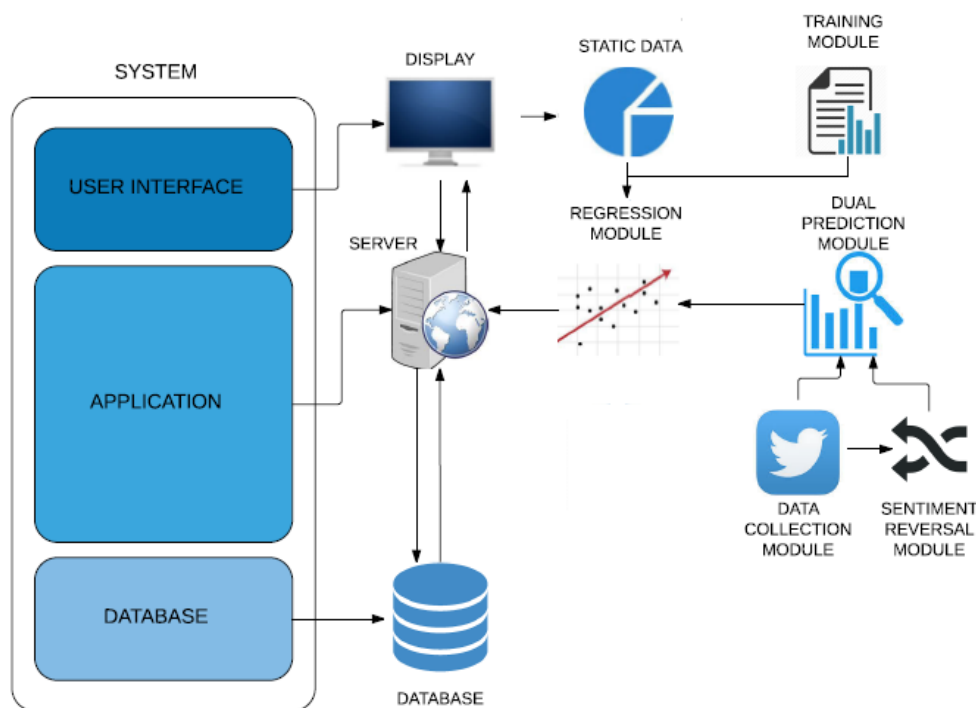 SYSTEM
USER INTERFACE
APPLICATION
DATABASE
DISPLAY
SERVER
DATABASE
STATIC DATA
TRAINING
MODULE
REGRESSION
MODULE
DUAL
PREDICTION
MODULE
DATA
COLLECTION
MODULE
SENTIMENT
REVERSAL
MODULE